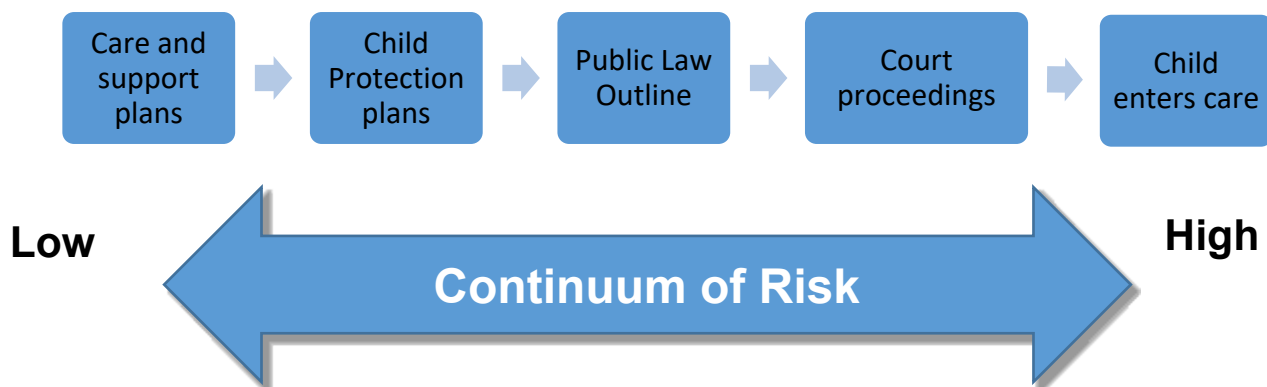 Care and
support
plans
Child
Protection
plans
Public Law
Outline
Court
proceedings
Child
enters care
Low
High
Continuum of Risk